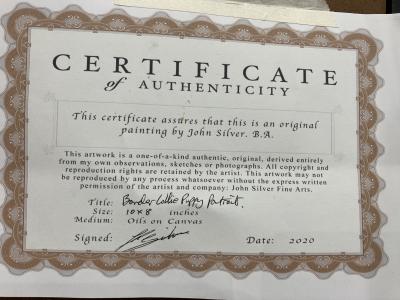 CERTIFICATE
of AUTHENTICITY
This certificate assures that this is an original
painting by John Silver. B.A.
This artwork is a one-of-a-kind authentic, original, derived entirely
from my own observations, sketches or photographs. All copyright and
reproduction rights are retained by the artist. This artwork may not
be reproduced by any process whatsoever without the express written
permission of the artist and company: John Silver Fine Arts.
Title: Border Collie Puppy Portrait.
Size: 10 x 8 inches
Medium: Oils on Canvas
Signed: J Silver Date: 2020